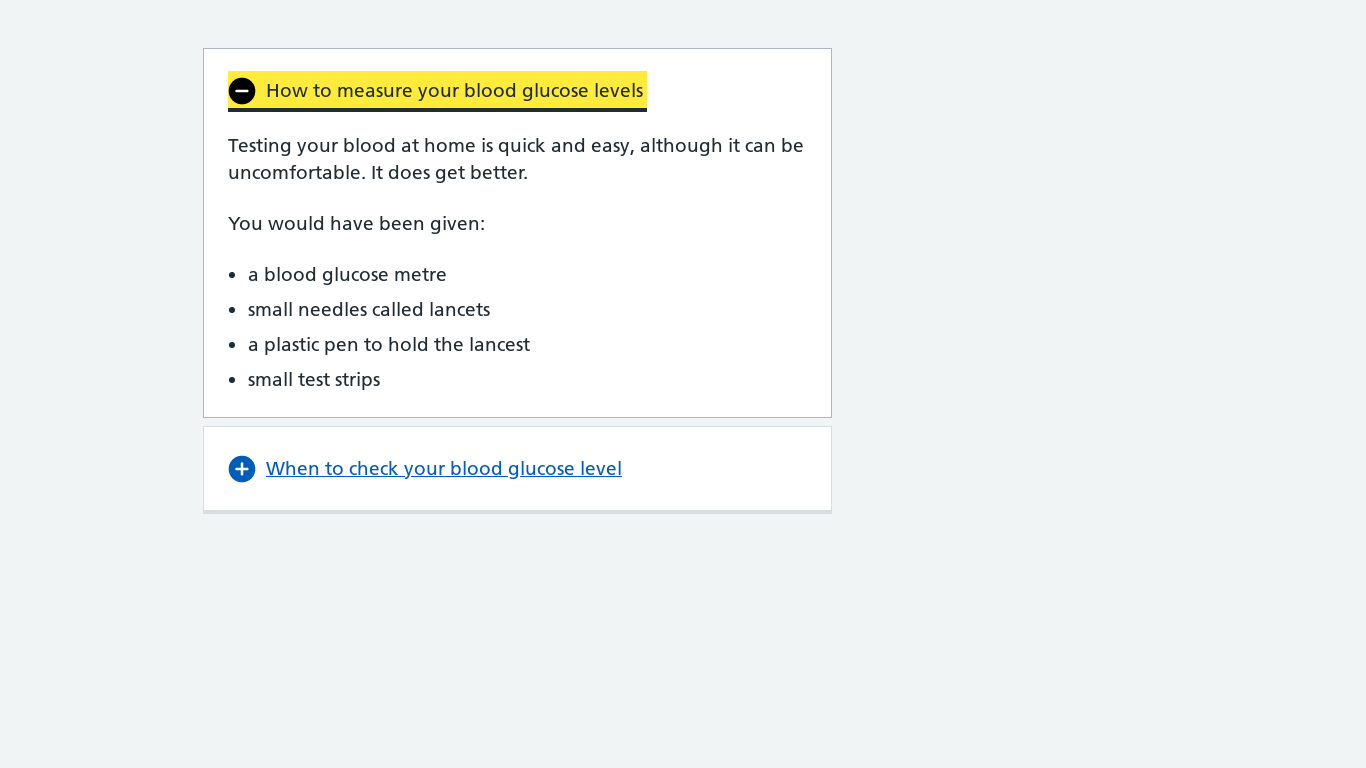 How to measure your blood glucose levels
Testing your blood at home is quick and easy, although it can be
uncomfortable. It does get better.
You would have been given:
• a blood glucose metre
• small needles called lancets
• a plastic pen to hold the lancest
• small test strips
When to check your blood glucose level